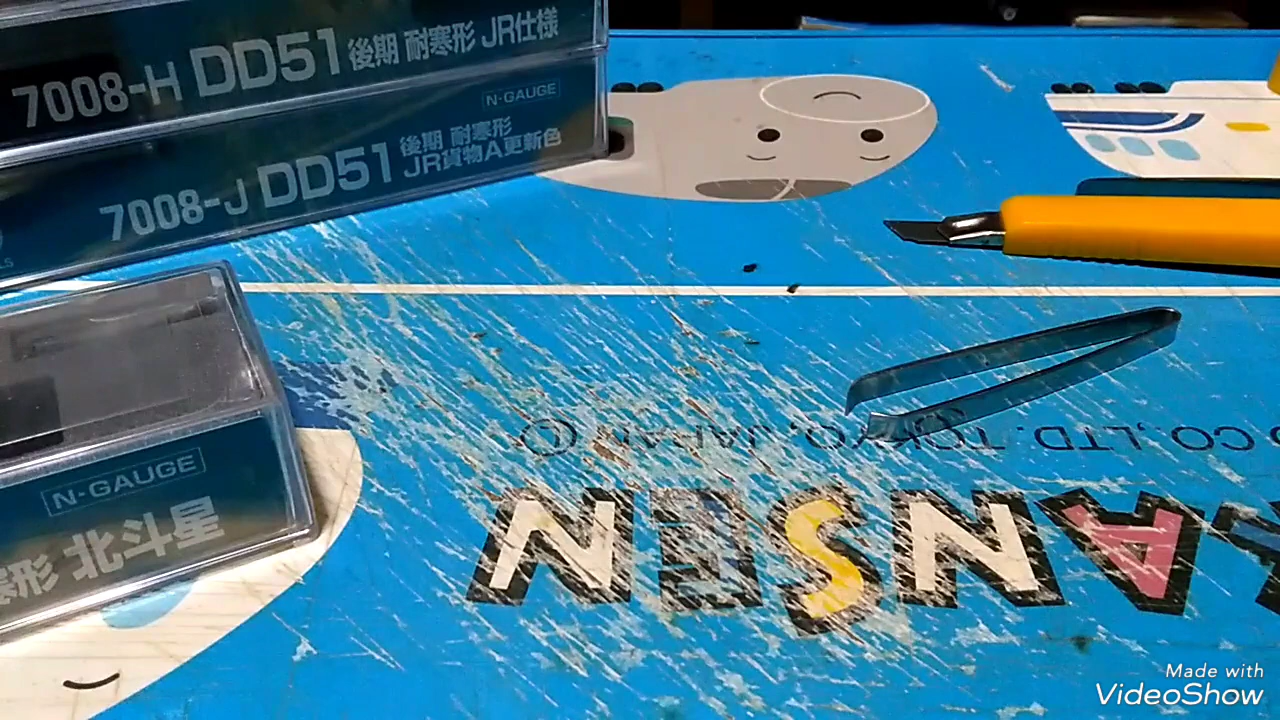 7008-H DD51 後期 耐寒形 JR仕様
N-GAUGE
7008-J DD51 後期 耐寒形
JR貨物A更新色
N-GAUGE
寒形 北斗星
CO.,LTD. TOKYO, JAPAN
NANSEN
Made with
VideoShow